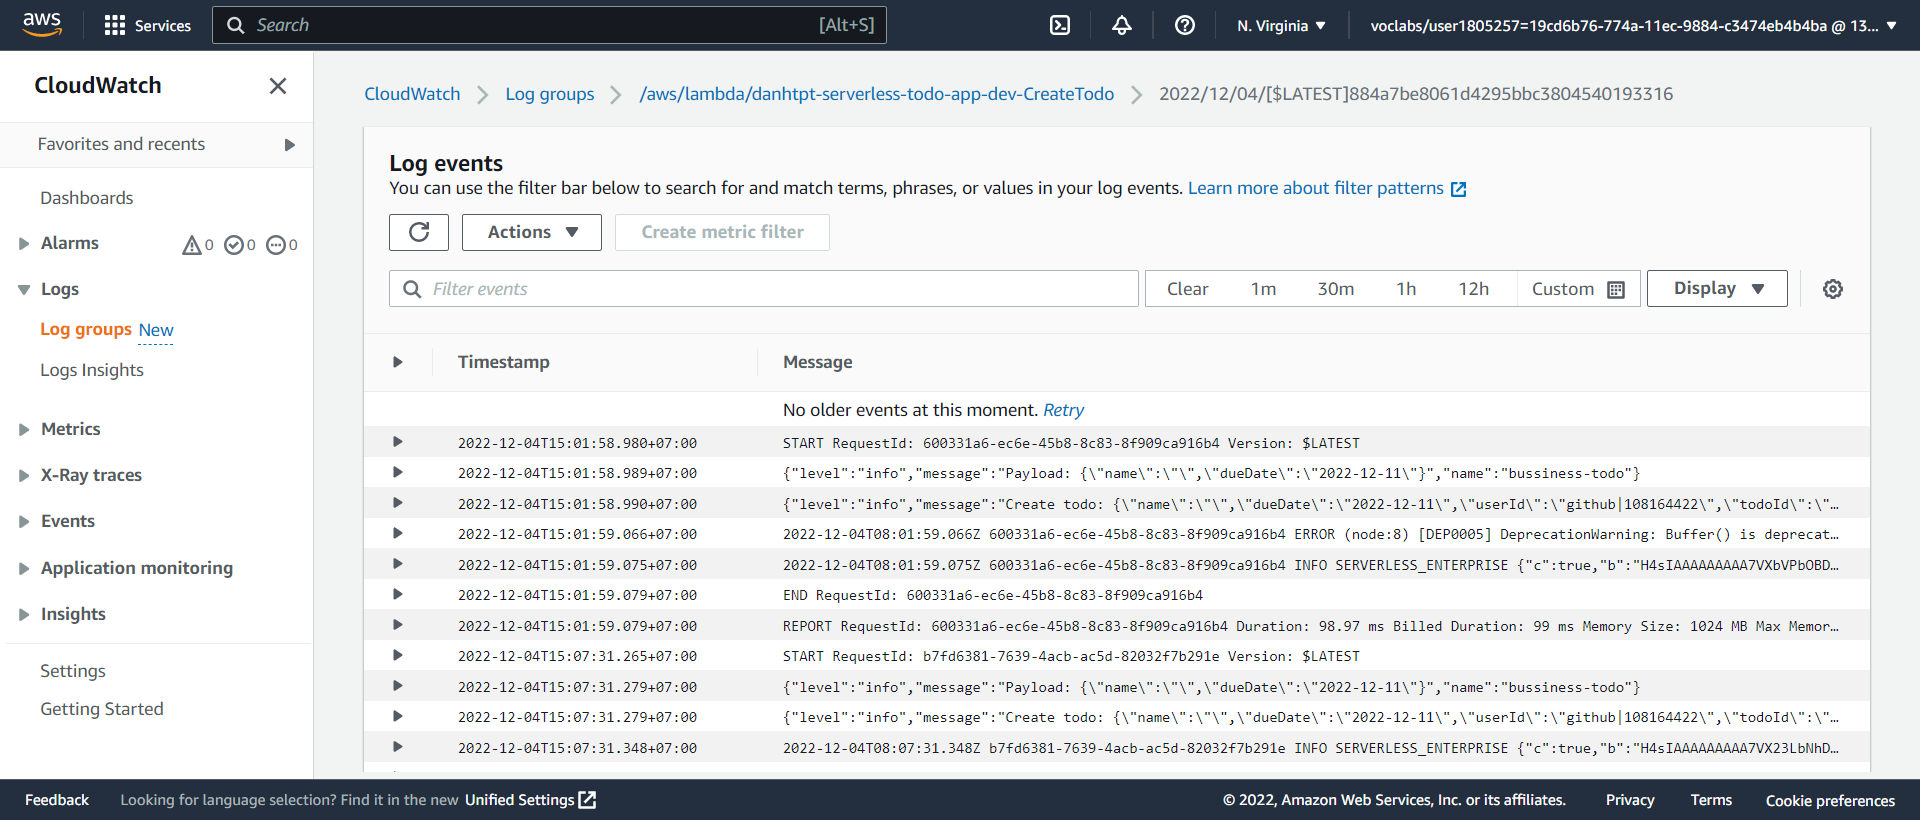 aws Services Search [Alt+S] N. Virginia voclabs/user1805257=19cd6b76-774a-11ec-9884-c3474eb4b4ba @ 13...
CloudWatch
Favorites and recents
Dashboards
Alarms 0 0 0
Logs
Log groups New
Logs Insights
Metrics
X-Ray traces
Events
Application monitoring
Insights
Settings
Getting Started
CloudWatch Log groups /aws/lambda/danhtpt-serverless-todo-app-dev-CreateTodo 2022/12/04/[$LATEST]884a7be8061d4295bbc3804540193316
Log events
You can use the filter bar below to search for and match terms, phrases, or values in your log events. Learn more about filter patterns
Actions Create metric filter
Filter events Clear 1m 30m 1h 12h Custom Display
Timestamp Message
No older events at this moment. Retry
2022-12-04T15:01:58.980+07:00 START RequestId: 600331a6-ec6e-45b8-8c83-8f909ca916b4 Version: $LATEST
2022-12-04T15:01:58.989+07:00 {"level":"info","message":"Payload: {\"name\":\"\",\"dueDate\":\"2022-12-11\"}","name":"bussiness-todo"}
2022-12-04T15:01:58.990+07:00 {"level":"info","message":"Create todo: {\"name\":\"\",\"dueDate\":\"2022-12-11\",\"userId\":\"github|108164422\",\"todoId\":\"…
2022-12-04T15:01:59.066+07:00 2022-12-04T08:01:59.066Z 600331a6-ec6e-45b8-8c83-8f909ca916b4 ERROR (node:8) [DEP0005] DeprecationWarning: Buffer() is deprecat…
2022-12-04T15:01:59.075+07:00 2022-12-04T08:01:59.075Z 600331a6-ec6e-45b8-8c83-8f909ca916b4 INFO SERVERLESS_ENTERPRISE {"c":true,"b":"H4sIAAAAAAAAA7VXbVPbOBD…
2022-12-04T15:01:59.079+07:00 END RequestId: 600331a6-ec6e-45b8-8c83-8f909ca916b4
2022-12-04T15:01:59.079+07:00 REPORT RequestId: 600331a6-ec6e-45b8-8c83-8f909ca916b4 Duration: 98.97 ms Billed Duration: 99 ms Memory Size: 1024 MB Max Memor…
2022-12-04T15:07:31.265+07:00 START RequestId: b7fd6381-7639-4acb-ac5d-82032f7b291e Version: $LATEST
2022-12-04T15:07:31.279+07:00 {"level":"info","message":"Payload: {\"name\":\"\",\"dueDate\":\"2022-12-11\"}","name":"bussiness-todo"}
2022-12-04T15:07:31.279+07:00 {"level":"info","message":"Create todo: {\"name\":\"\",\"dueDate\":\"2022-12-11\",\"userId\":\"github|108164422\",\"todoId\":\"…
2022-12-04T15:07:31.348+07:00 2022-12-04T08:07:31.348Z b7fd6381-7639-4acb-ac5d-82032f7b291e INFO SERVERLESS_ENTERPRISE {"c":true,"b":"H4sIAAAAAAAAA7VX23LbNhD…
Feedback Looking for language selection? Find it in the new Unified Settings © 2022, Amazon Web Services, Inc. or its affiliates. Privacy Terms Cookie preferences